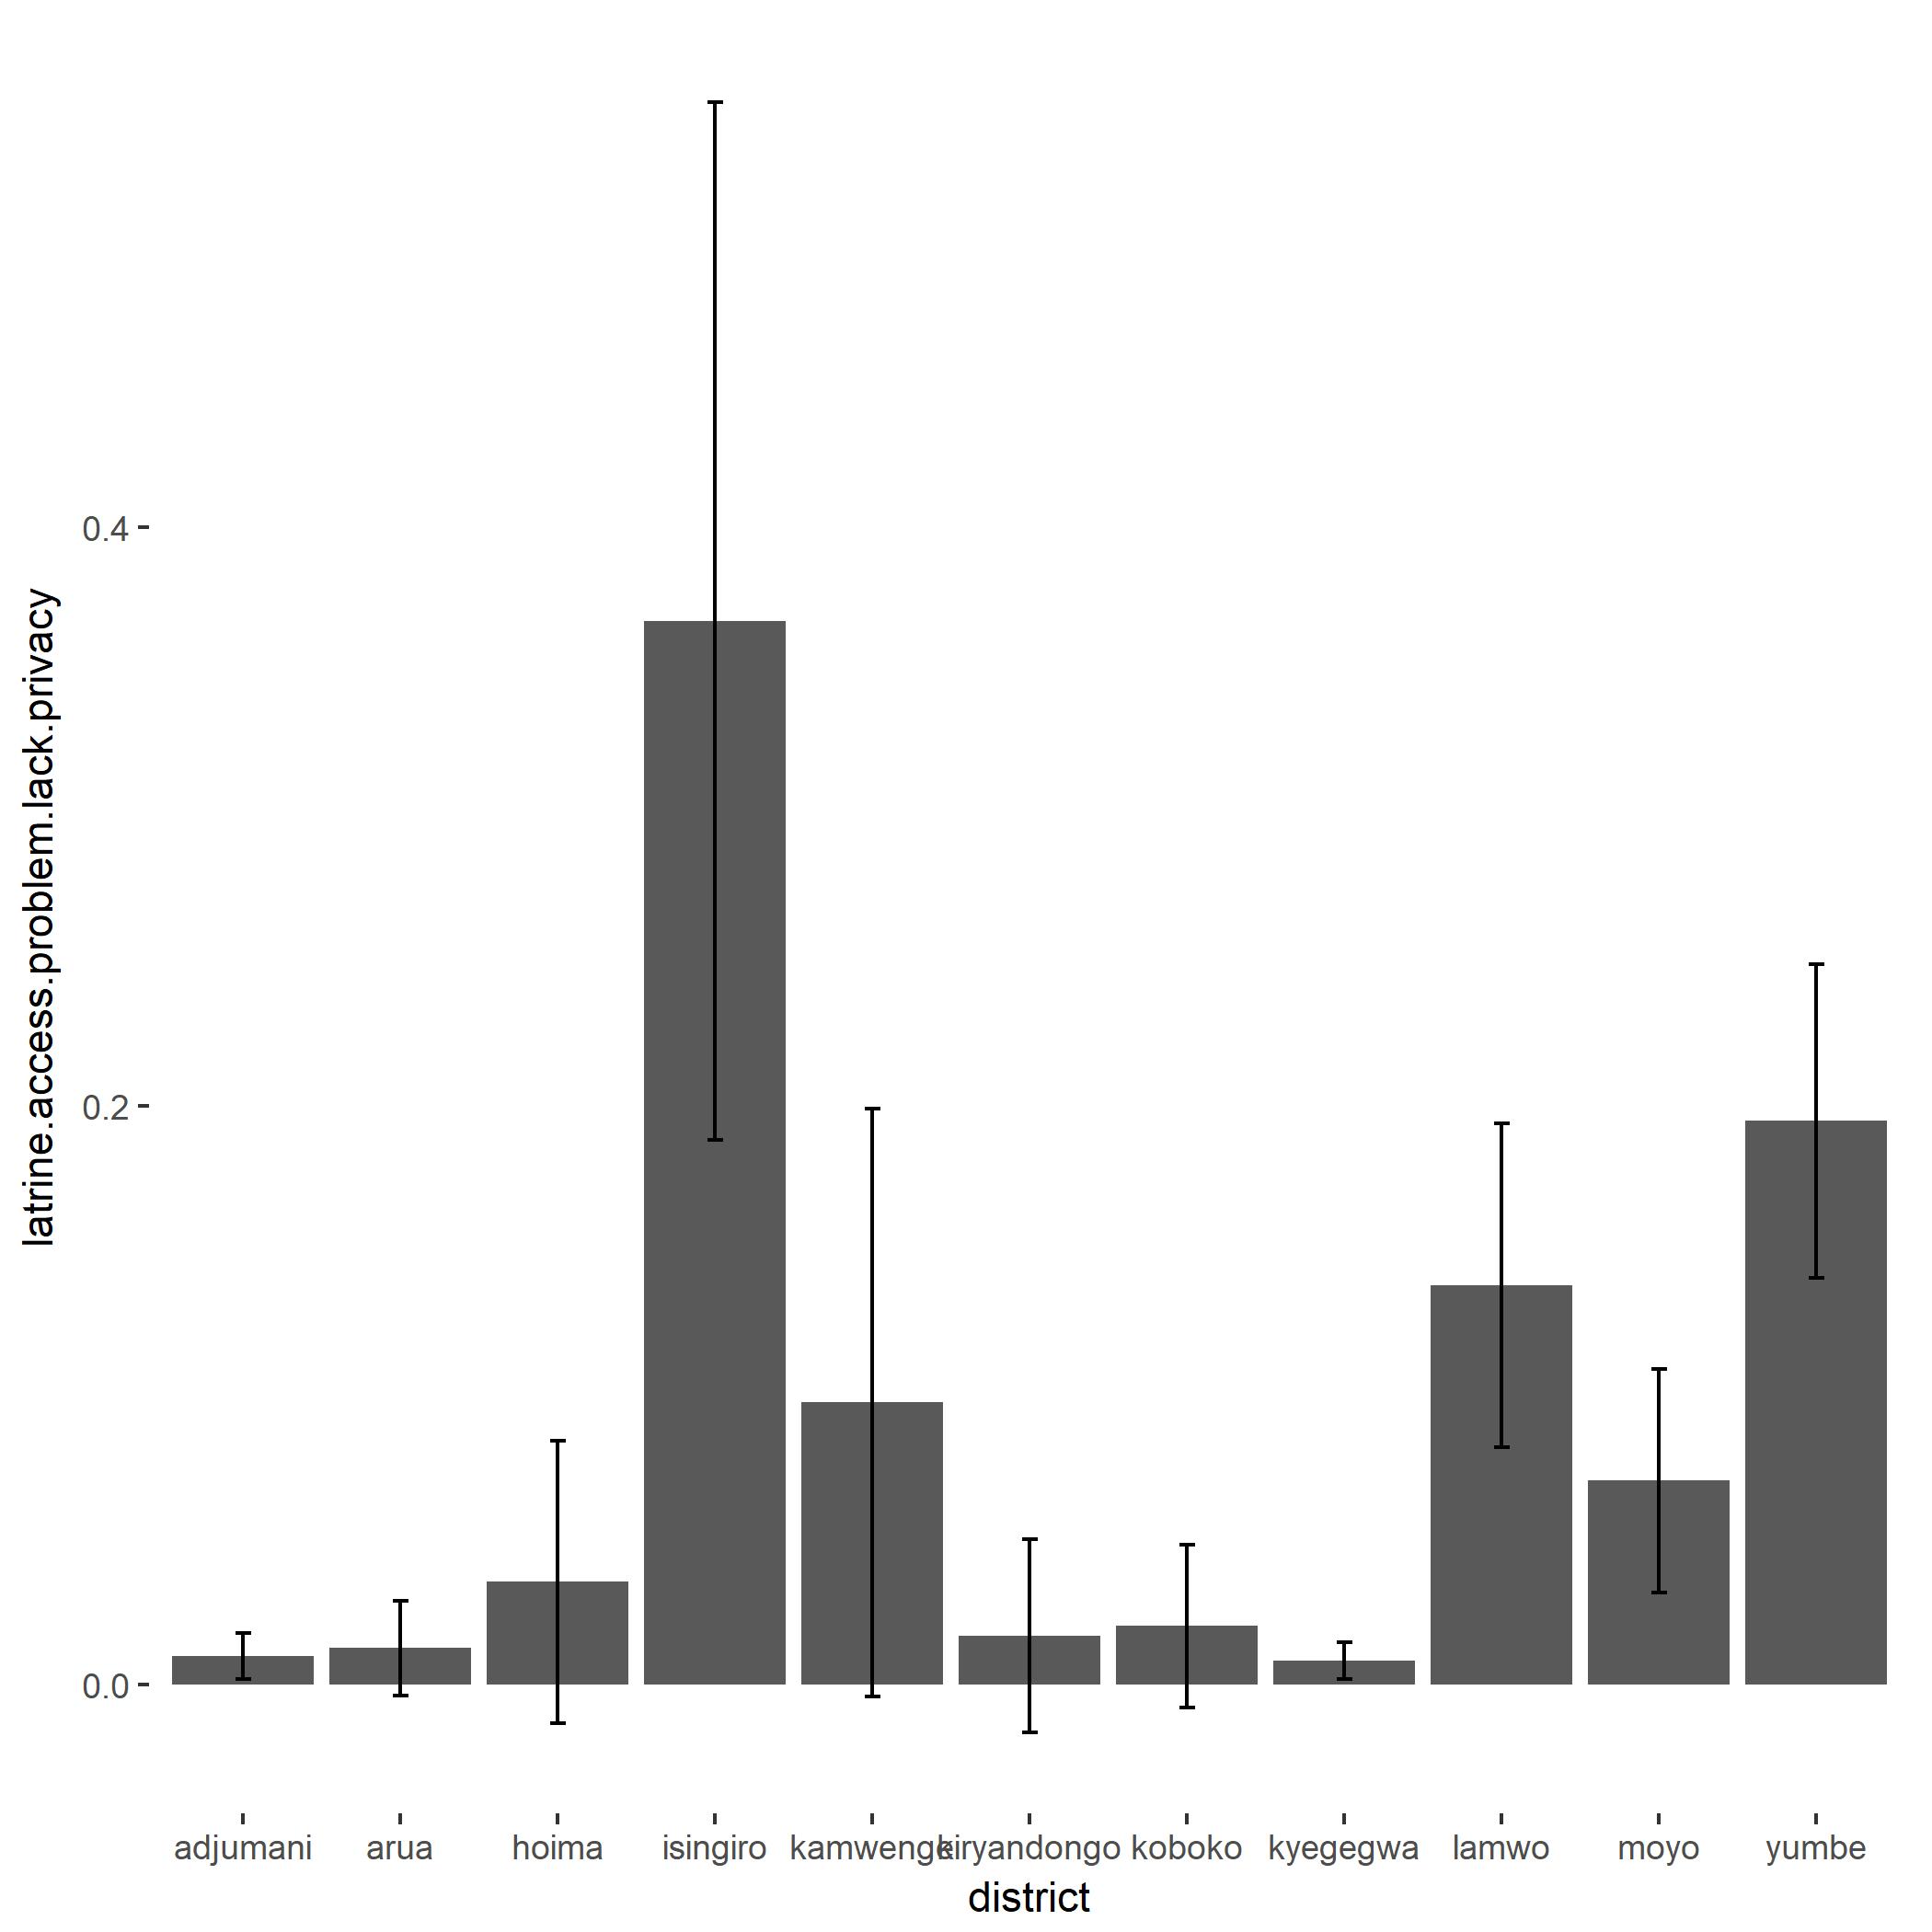 latrine.access.problem.lack.privacy
0.4
0.2
0.0
adjumani arua hoima isingiro kamwenge kiryandongo koboko kyegegwa lamwo moyo yumbe
district